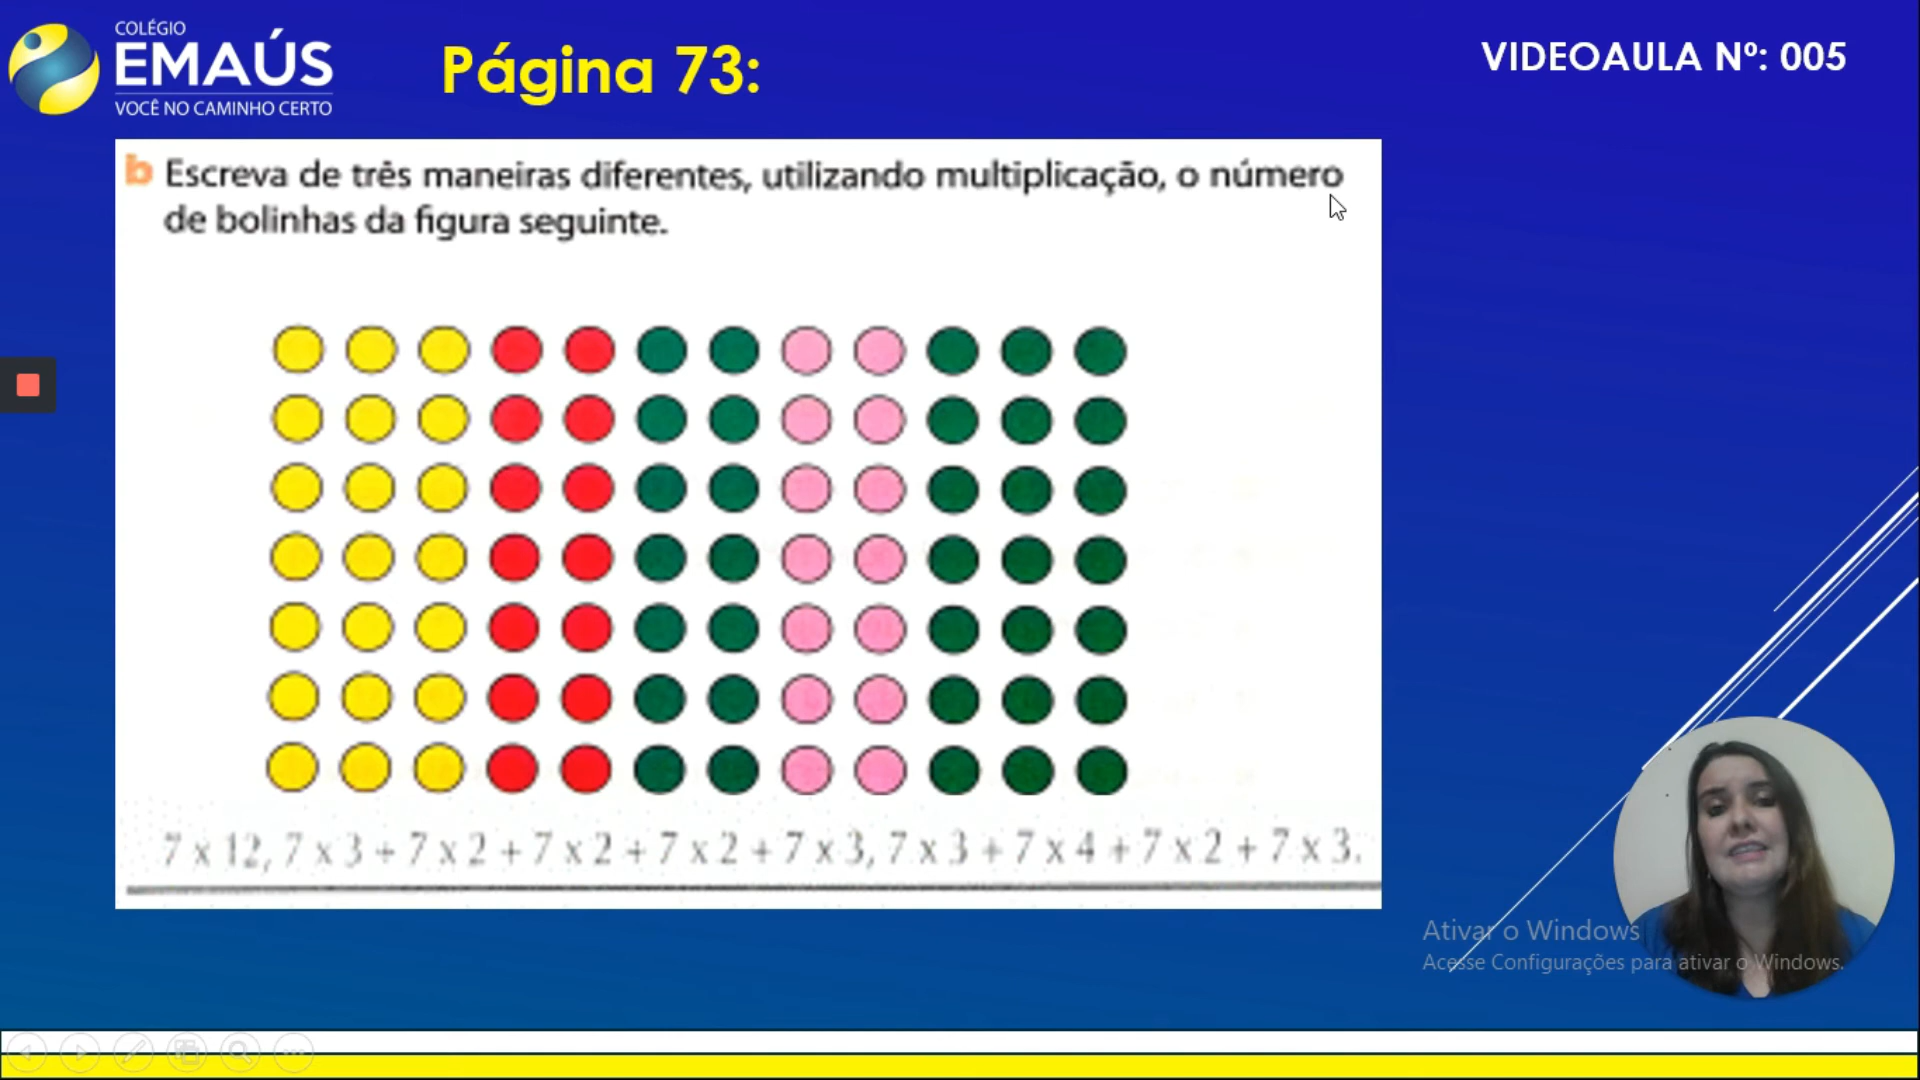 COLÉGIO
EMAÚS
VOCÊ NO CAMINHO CERTO
Página 73:
VIDEOAULA Nº: 005
b Escreva de três maneiras diferentes, utilizando multiplicação, o número
de bolinhas da figura seguinte.
7 x 12, 7 x 3 + 7 x 2 + 7 x 2 + 7 x 2 + 7 x 3, 7 x 3 + 7 x 4 + 7 x 2 + 7 x 3.
Ativar o Windows
Acesse Configurações para ativar o Windows.